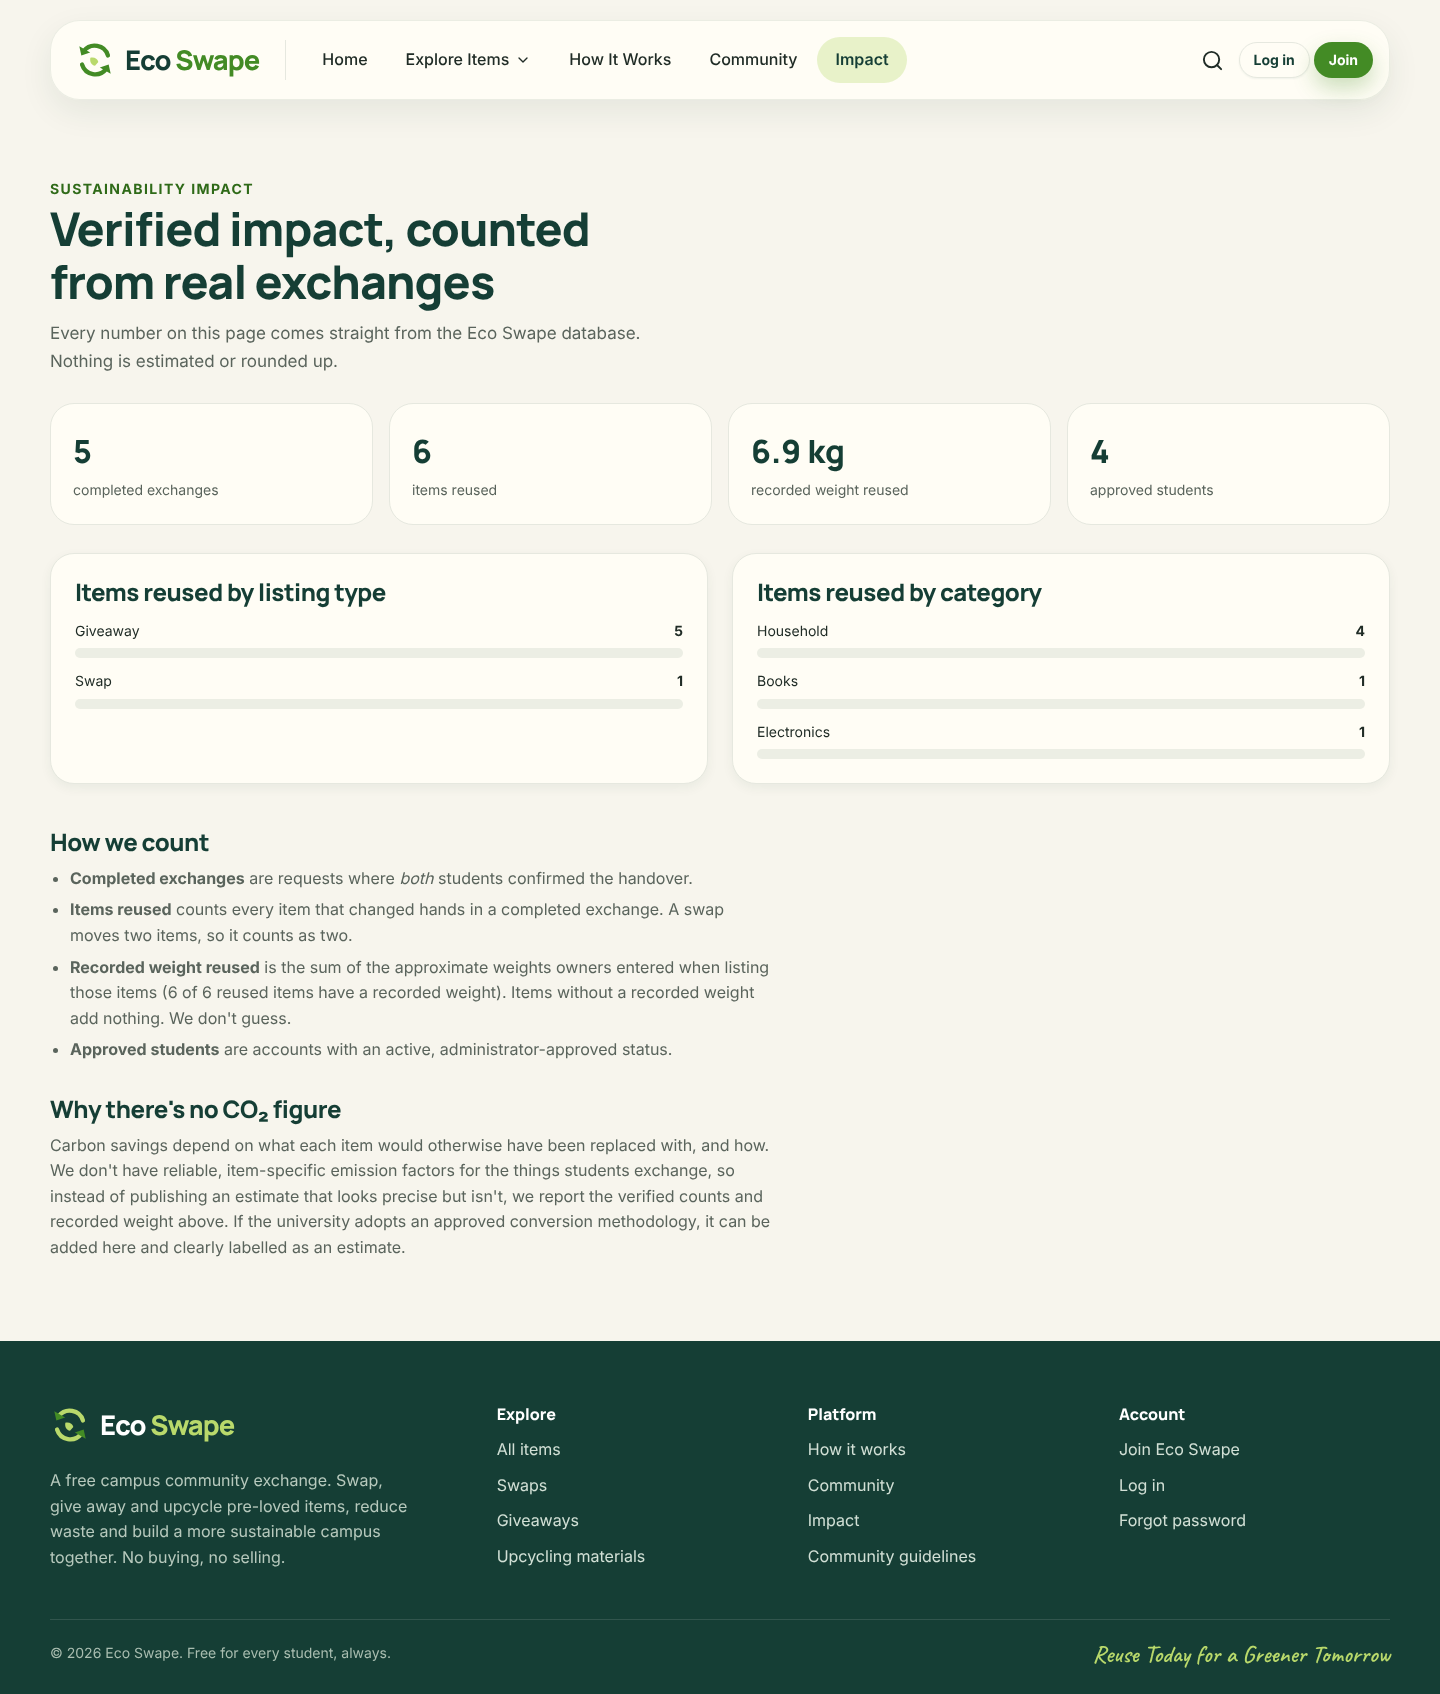 Eco Swape
Home
Explore Items
How It Works
Community
Impact
Log in
Join
SUSTAINABILITY IMPACT
Verified impact, counted
from real exchanges
Every number on this page comes straight from the Eco Swape database.
Nothing is estimated or rounded up.
5
completed exchanges
6
items reused
6.9 kg
recorded weight reused
4
approved students
Items reused by listing type
Giveaway 5
Swap 1
Items reused by category
Household 4
Books 1
Electronics 1
How we count
• Completed exchanges are requests where both students confirmed the handover.
• Items reused counts every item that changed hands in a completed exchange. A swap
moves two items, so it counts as two.
• Recorded weight reused is the sum of the approximate weights owners entered when listing
those items (6 of 6 reused items have a recorded weight). Items without a recorded weight
add nothing. We don't guess.
• Approved students are accounts with an active, administrator-approved status.
Why there's no CO₂ figure
Carbon savings depend on what each item would otherwise have been replaced with, and how.
We don't have reliable, item-specific emission factors for the things students exchange, so
instead of publishing an estimate that looks precise but isn't, we report the verified counts and
recorded weight above. If the university adopts an approved conversion methodology, it can be
added here and clearly labelled as an estimate.
Eco Swape
A free campus community exchange. Swap,
give away and upcycle pre-loved items, reduce
waste and build a more sustainable campus
together. No buying, no selling.
Explore
All items
Swaps
Giveaways
Upcycling materials
Platform
How it works
Community
Impact
Community guidelines
Account
Join Eco Swape
Log in
Forgot password
© 2026 Eco Swape. Free for every student, always.
Reuse Today for a Greener Tomorrow